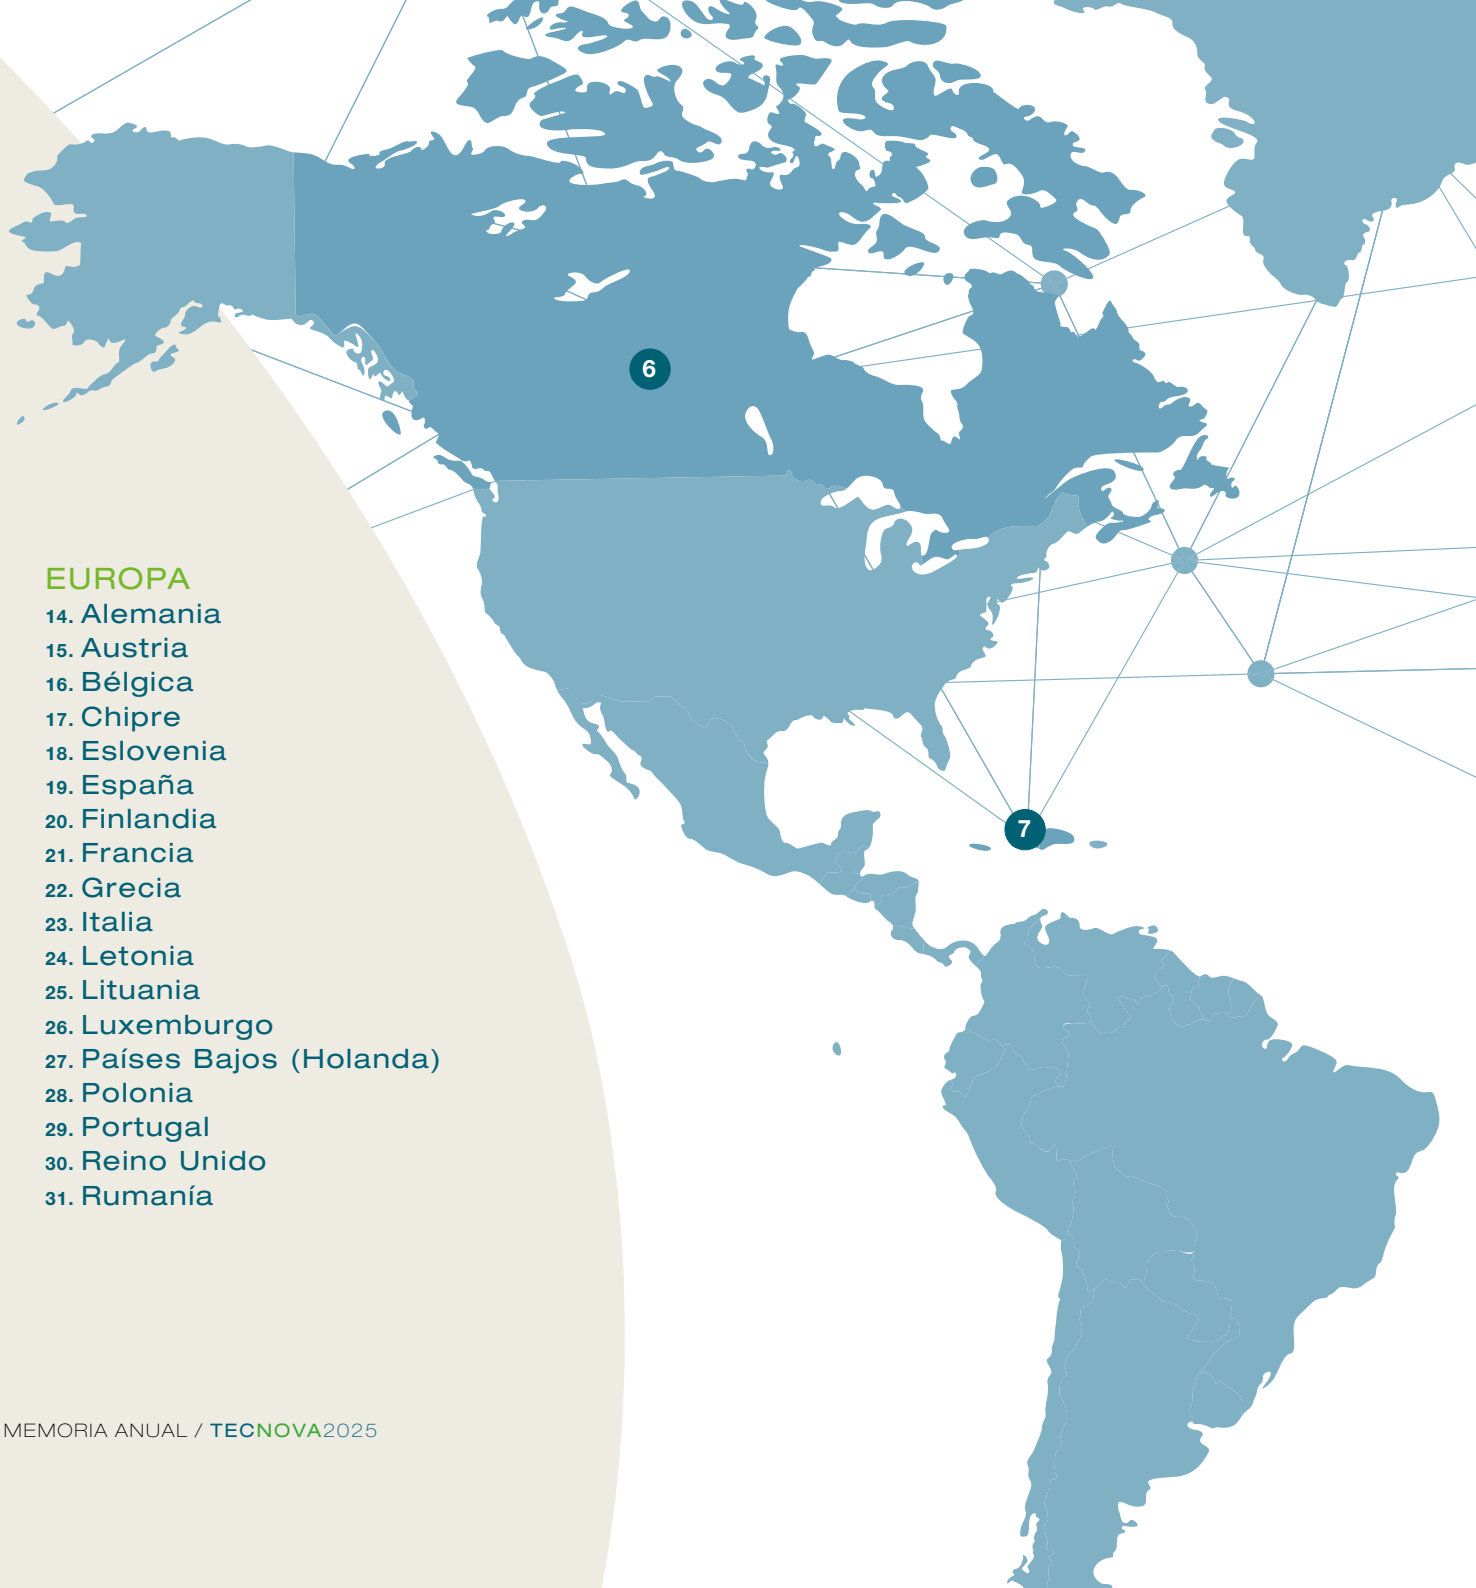 6
7
EUROPA
14. Alemania
15. Austria
16. Bélgica
17. Chipre
18. Eslovenia
19. España
20. Finlandia
21. Francia
22. Grecia
23. Italia
24. Letonia
25. Lituania
26. Luxemburgo
27. Países Bajos (Holanda)
28. Polonia
29. Portugal
30. Reino Unido
31. Rumanía
MEMORIA ANUAL / TECNOVA2025